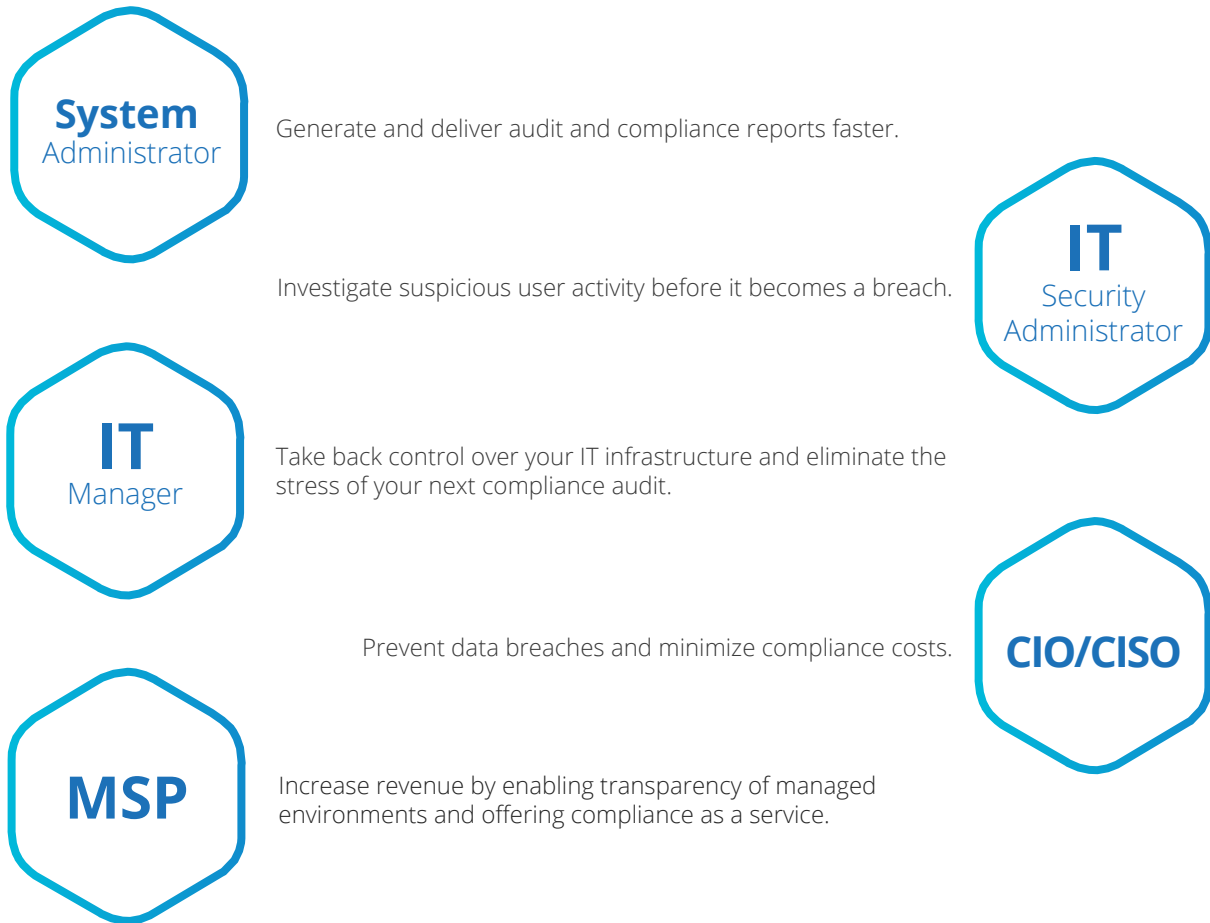 System
Administrator
Generate and deliver audit and compliance reports faster.
Investigate suspicious user activity before it becomes a breach.
IT
Security
Administrator
IT
Manager
Take back control over your IT infrastructure and eliminate the
stress of your next compliance audit.
Prevent data breaches and minimize compliance costs.
CIO/CISO
MSP
Increase revenue by enabling transparency of managed
environments and offering compliance as a service.